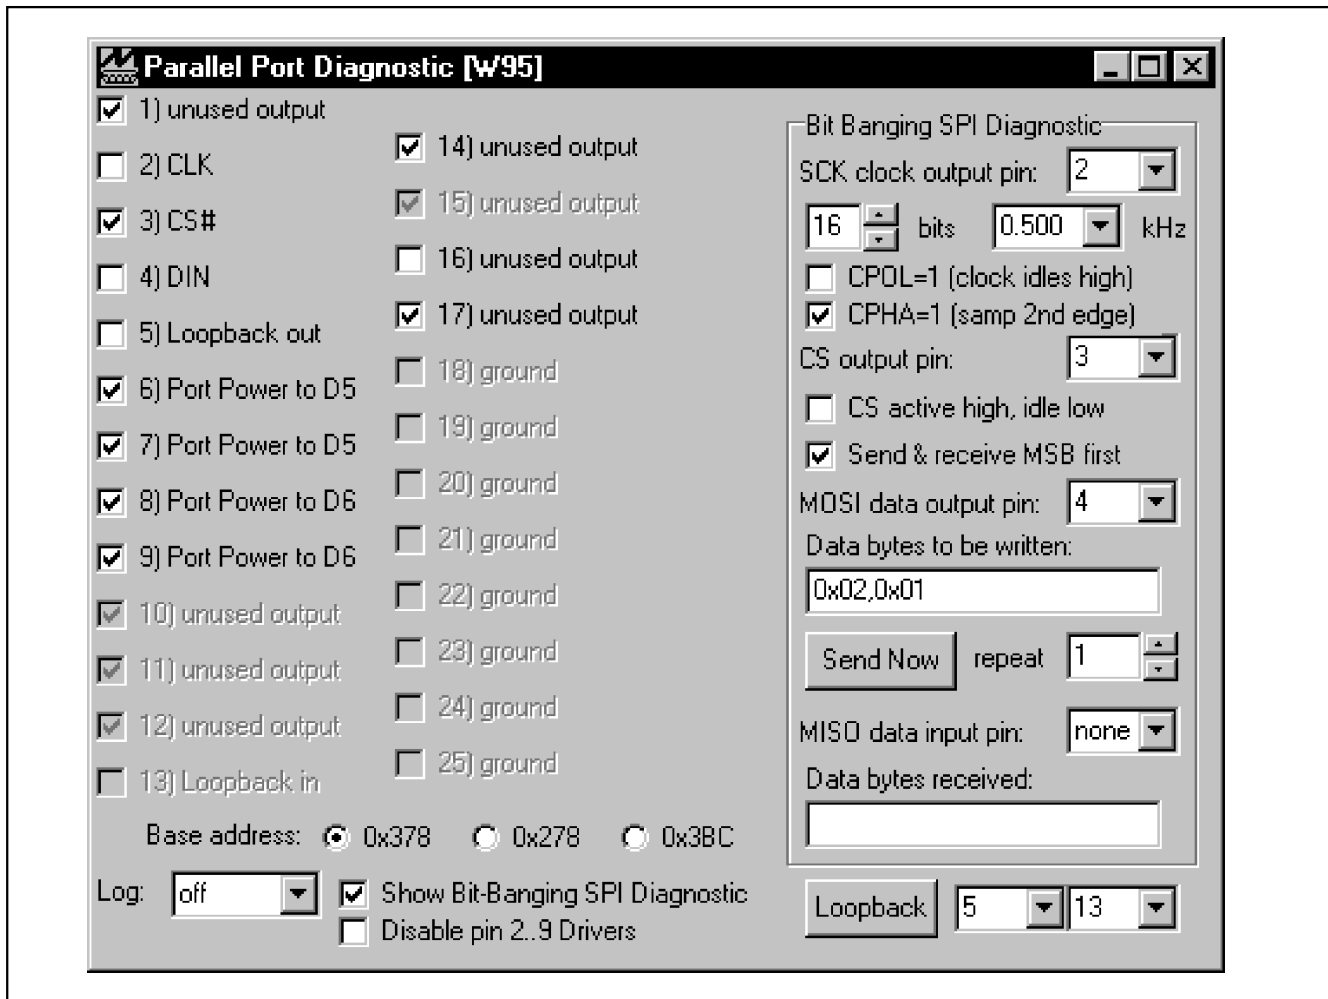 Parallel Port Diagnostic [W95]
1) unused output
2) CLK
3) CS#
4) DIN
5) Loopback out
6) Port Power to D5
7) Port Power to D5
8) Port Power to D6
9) Port Power to D6
10) unused output
11) unused output
12) unused output
13) Loopback in
14) unused output
15) unused output
16) unused output
17) unused output
18) ground
19) ground
20) ground
21) ground
22) ground
23) ground
24) ground
25) ground
Base address: 0x378 0x278 0x3BC
Log: off
Show Bit-Banging SPI Diagnostic
Disable pin 2..9 Drivers
Bit Banging SPI Diagnostic
SCK clock output pin: 2
16 bits 0.500 kHz
CPOL=1 (clock idles high)
CPHA=1 (samp 2nd edge)
CS output pin: 3
CS active high, idle low
Send & receive MSB first
MOSI data output pin: 4
Data bytes to be written:
0x02,0x01
Send Now repeat 1
MISO data input pin: none
Data bytes received:
Loopback 5 13